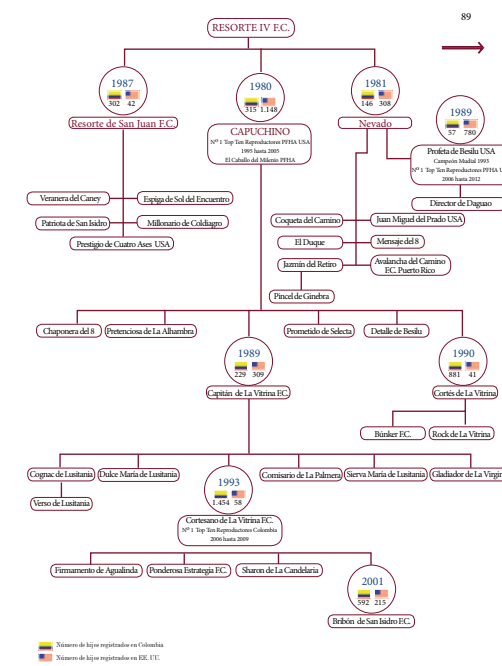 89
RESORTE IV F.C.
1987
302 42
Resorte de San Juan F.C.
1980
315 1.148
CAPUCHINO
Nº 1 Top Ten Reproductores PFHA USA
1995 hasta 2005
El Caballo del Milenio PFHA
1981
146 308
Nevado
1989
57 780
Profeta de Besilu USA
Campeón Mudial 1993
Nº 1 Top Ten Reproductores PFHA U
2006 hasta 2012
Director de Daguao
Veranera del Caney
Espiga de Sol del Encuentro
Patriota de San Isidro
Millonario de Coldiagro
Prestigio de Cuatro Ases USA
Coqueta del Camino
Juan Miguel del Prado USA
El Duque
Mensaje del 8
Jazmín del Retiro
Avalancha del Camino
F.C. Puerto Rico
Pincel de Ginebra
Chaponera del 8
Pretenciosa de La Alhambra
Prometido de Selecta
Detalle de Besilu
1989
229 309
Capitán de La Vitrina F.C.
1990
881 41
Cortés de la Vitrina
Búnker F.C.
Rock de La Vitrina
Cognac de Lusitania
Dulce María de Lusitania
Comisario de La Palmera
Sierva María de Lusitania
Gladiador de La Virgin
Verso de Lusitania
1993
1.454 58
Cortesano de La Vitrina F.C.
Nº 1 Top Ten Reproductores Colombia
2006 hasta 2009
Firmamento de Agualinda
Ponderosa Estrategia F.C.
Sharon de La Candelaria
2001
592 215
Bribón de San Isidro F.C.
Número de hijos registrados en Colombia
Número de hijos registrados en EE. UU.